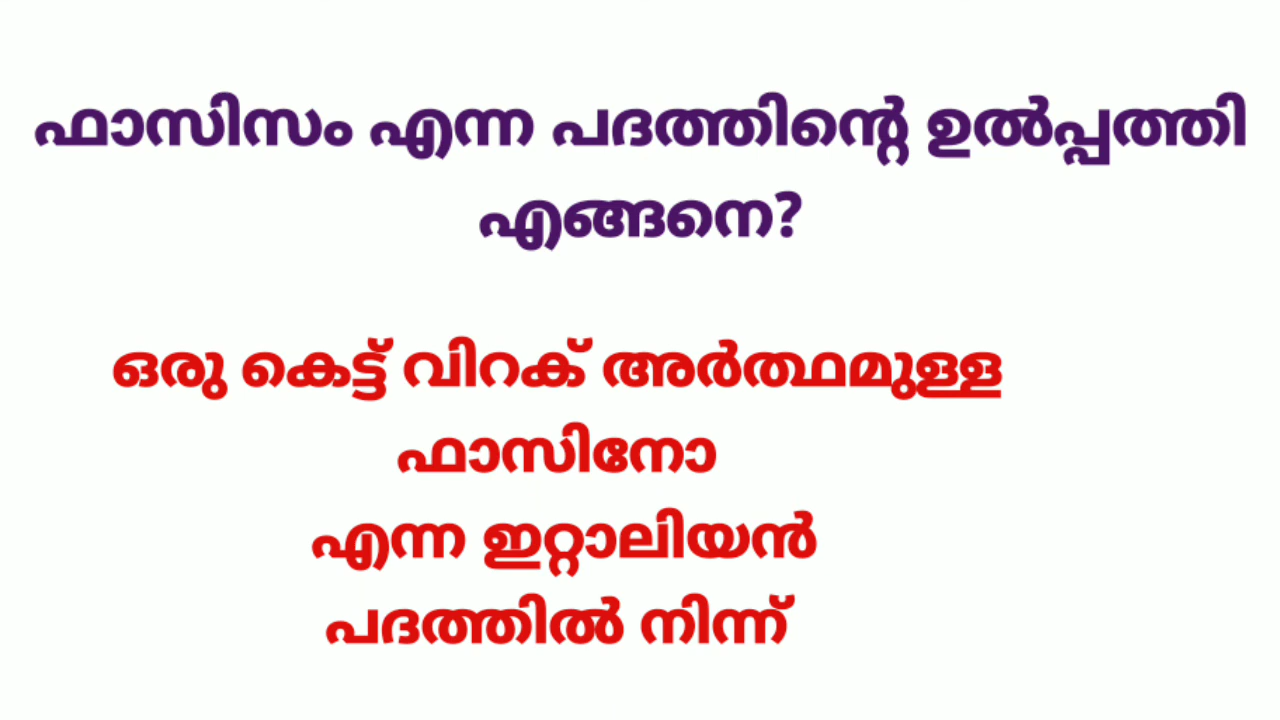 ഫാസിസം എന്ന പദത്തിന്റെ ഉൽപ്പത്തി
എങ്ങനെ?
ഒരു കെട്ട് വിറക് അർത്ഥമുള്ള
ഫാസിനോ
എന്ന ഇറ്റാലിയൻ
പദത്തിൽ നിന്ന്